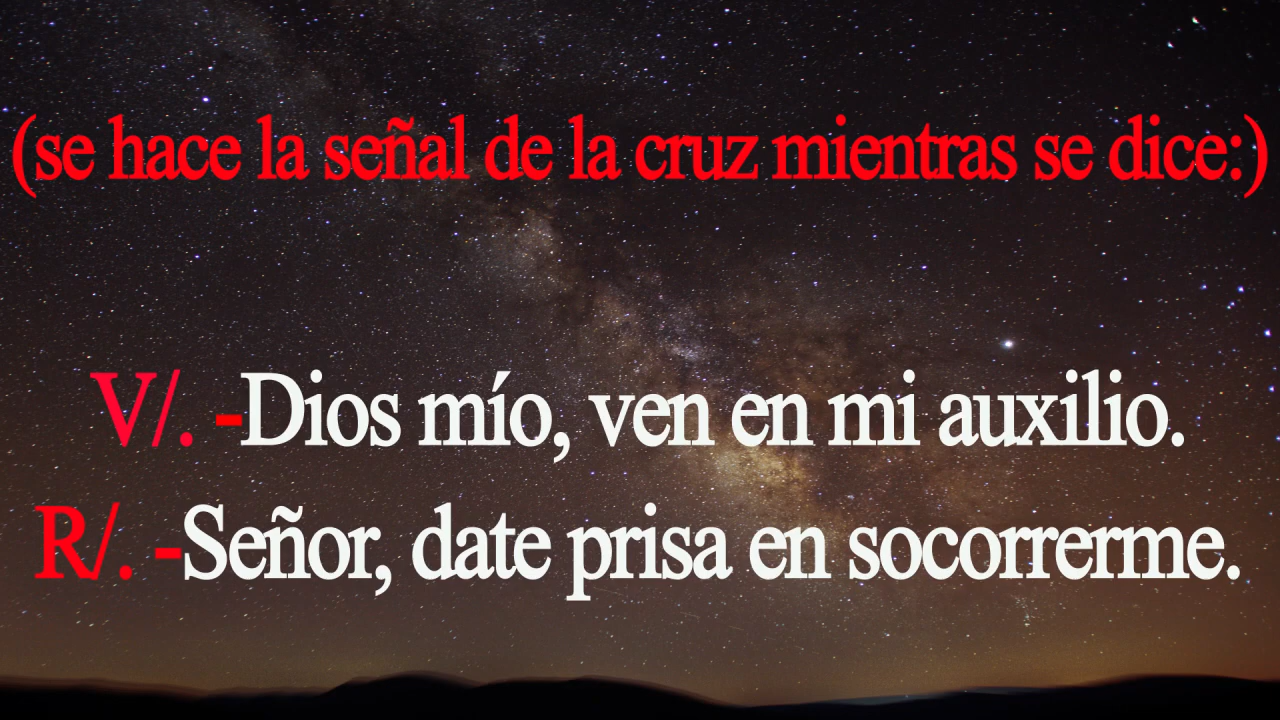 (se hace la señal de la cruz mientras se dice:)
V/. -Dios mío, ven en mi auxilio.
R/. -Señor, date prisa en socorrerme.